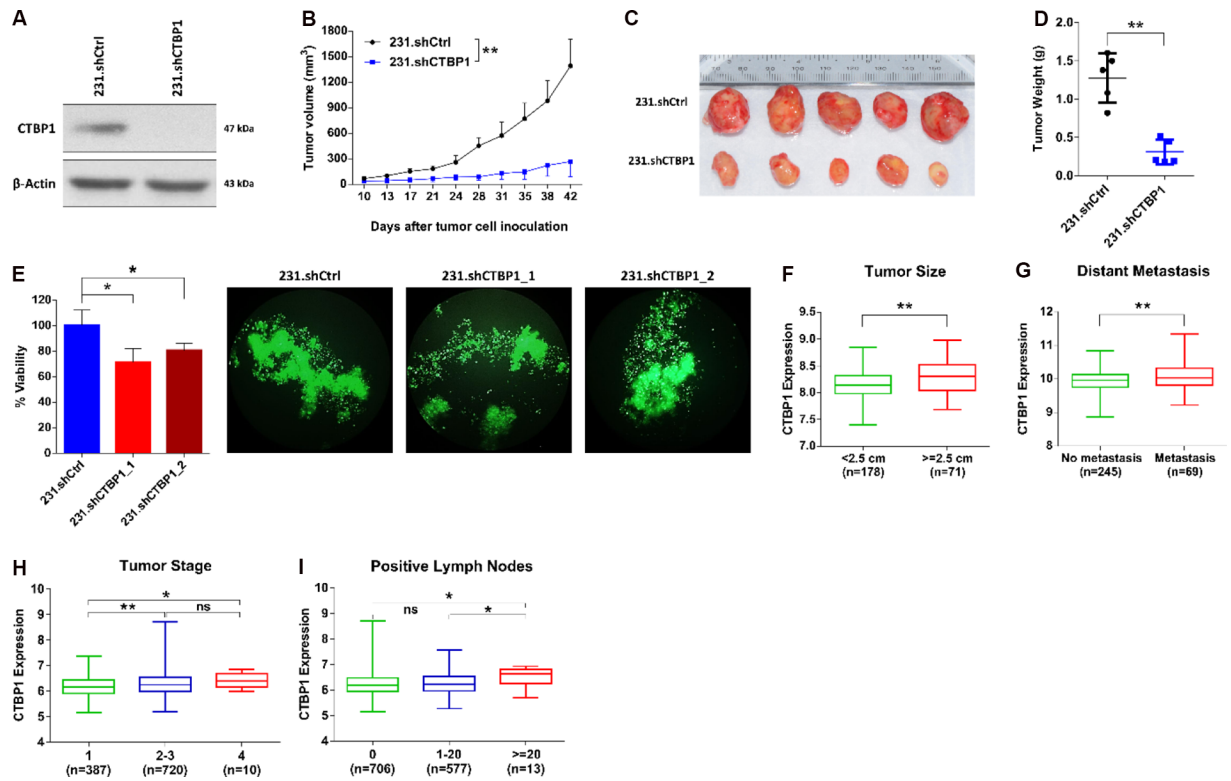 A
231.shCtrl
231.shCTBP1
CTBP1
47 kDa
β-Actin
43 kDa
B
Tumor volume (mm³)
1800
1500
1200
900
600
300
0
231.shCtrl
231.shCTBP1
**
10 13 17 21 24 28 31 35 38 42
Days after tumor cell inoculation
C
231.shCtrl
231.shCTBP1
D
Tumor Weight (g)
2.0
1.5
1.0
0.5
0.0
**
231.shCtrl
231.shCTBP1
E
% Viability
120
100
80
60
40
20
0
*
*
231.shCtrl
231.shCTBP1_1
231.shCTBP1_2
231.shCtrl
231.shCTBP1_1
231.shCTBP1_2
F
Tumor Size
CTBP1 Expression
9.5
9.0
8.5
8.0
7.5
7.0
**
<2.5 cm
(n=178)
>=2.5 cm
(n=71)
G
Distant Metastasis
CTBP1 Expression
12
11
10
9
8
**
No metastasis
(n=245)
Metastasis
(n=69)
H
Tumor Stage
CTBP1 Expression
10
9
8
7
6
5
4
*
** ns
1
(n=387)
2-3
(n=720)
4
(n=10)
I
Positive Lymph Nodes
CTBP1 Expression
10
9
8
7
6
5
4
*
ns *
0
(n=706)
1-20
(n=577)
>=20
(n=13)